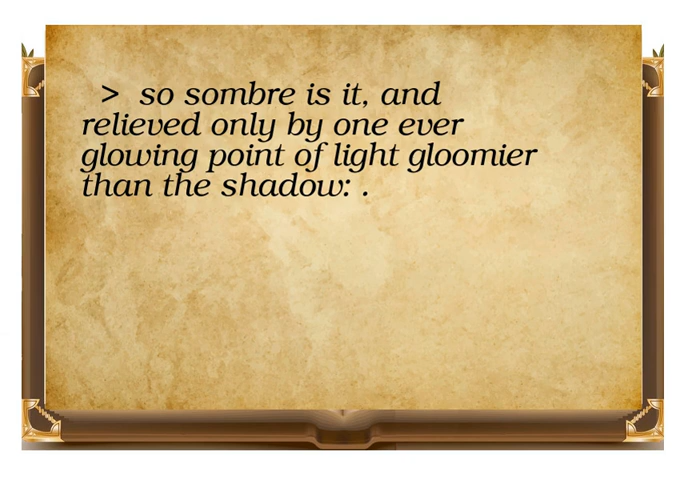 > so sombre is it, and
relieved only by one ever
glowing point of light gloomier
than the shadow: .